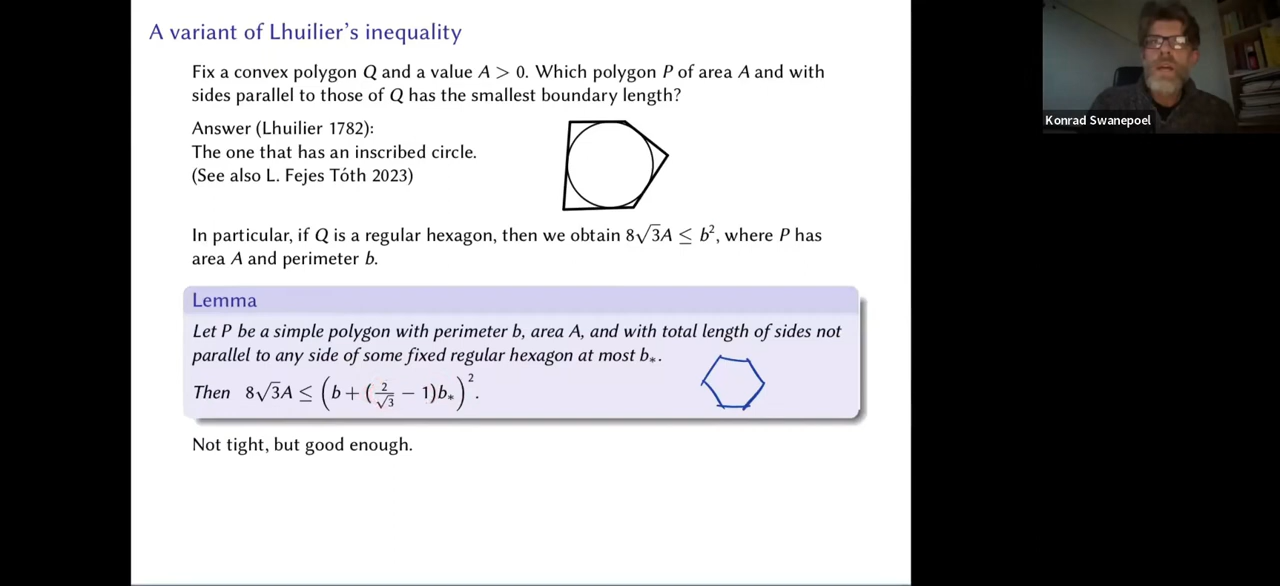 A variant of Lhuilier's inequality
Fix a convex polygon Q and a value A > 0. Which polygon P of area A and with
sides parallel to those of Q has the smallest boundary length?
Answer (Lhuilier 1782):
The one that has an inscribed circle.
(See also L. Fejes Tóth 2023)
In particular, if Q is a regular hexagon, then we obtain 8√3A ≤ b², where P has
area A and perimeter b.
Lemma
Let P be a simple polygon with perimeter b, area A, and with total length of sides not
parallel to any side of some fixed regular hexagon at most b∗.
Then 8√3A ≤ (b + (2/√3 − 1)b∗)².
Not tight, but good enough.
Konrad Swanepoel